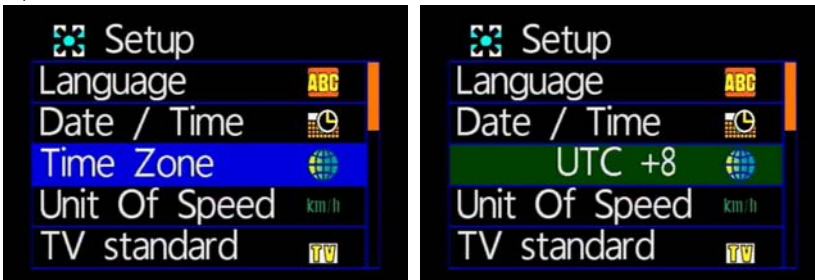 Setup
Language ABC
Date / Time
Time Zone
Unit Of Speed km/h
TV standard TV
Setup
Language ABC
Date / Time
UTC +8
Unit Of Speed km/h
TV standard TV